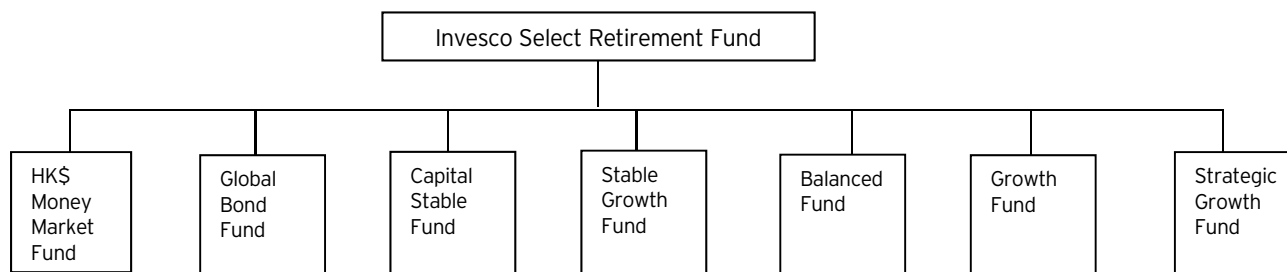 Invesco Select Retirement Fund
HK$
Money
Market
Fund
Global
Bond
Fund
Capital
Stable
Fund
Stable
Growth
Fund
Balanced
Fund
Growth
Fund
Strategic
Growth
Fund